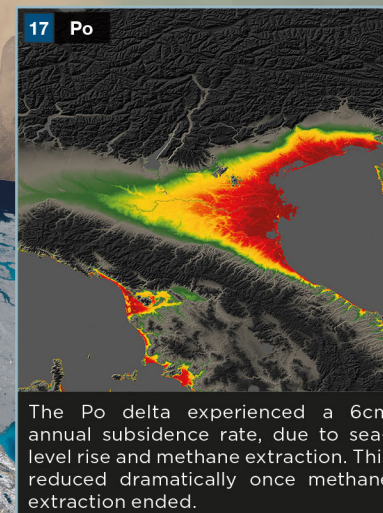 17 Po
The Po delta experienced a 6cm
annual subsidence rate, due to sea-
level rise and methane extraction. This
reduced dramatically once methane
extraction ended.